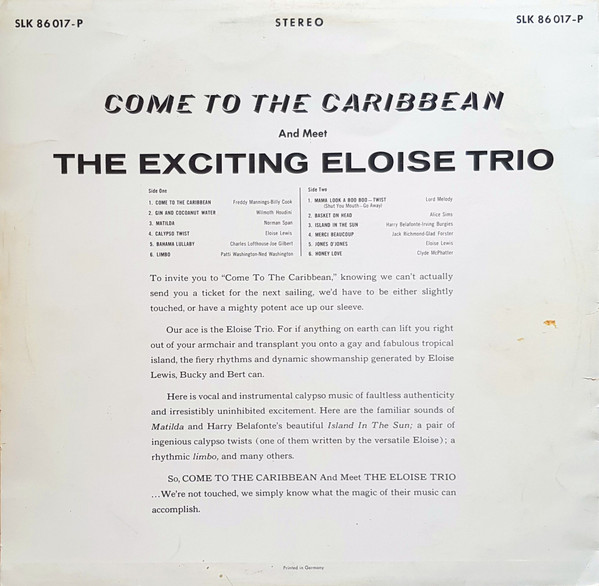 SLK 86 017-P STEREO SLK 86 017-P
COME TO THE CARIBBEAN
And Meet
THE EXCITING ELOISE TRIO
Side One
1. COME TO THE CARIBBEAN Freddy Mannings-Billy Cook
2. GIN AND COCOANUT WATER Wilmoth Houdini
3. MATILDA Norman Span
4. CALYPSO TWIST Eloise Lewis
5. BAHAMA LULLABY Charles Lofthouse-Joe Gilbert
6. LIMBO Patti Washington-Ned Washington
Side Two
1. MAMA LOOK A BOO BOO – TWIST Lord Melody
(Shut You Mouth - Go Away)
2. BASKET ON HEAD Alice Sims
3. ISLAND IN THE SUN Harry Belafonte-Irving Burgies
4. MERCI BEAUCOUP Jack Richmond-Glad Forster
5. JONES O'JONES Eloise Lewis
6. HONEY LOVE Clyde McPhatter
To invite you to “Come To The Caribbean,” knowing we can't actually
send you a ticket for the next sailing, we'd have to be either slightly
touched, or have a mighty potent ace up our sleeve.
Our ace is the Eloise Trio. For if anything on earth can lift you right
out of your armchair and transplant you onto a gay and fabulous tropical
island, the fiery rhythms and dynamic showmanship generated by Eloise
Lewis, Bucky and Bert can.
Here is vocal and instrumental calypso music of faultless authenticity
and irresistibly uninhibited excitement. Here are the familiar sounds of
Matilda and Harry Belafonte's beautiful Island In The Sun; a pair of
ingenious calypso twists (one of them written by the versatile Eloise); a
rhythmic limbo, and many others.
So, COME TO THE CARIBBEAN And Meet THE ELOISE TRIO
...We're not touched, we simply know what the magic of their music can
accomplish.
Printed in Germany